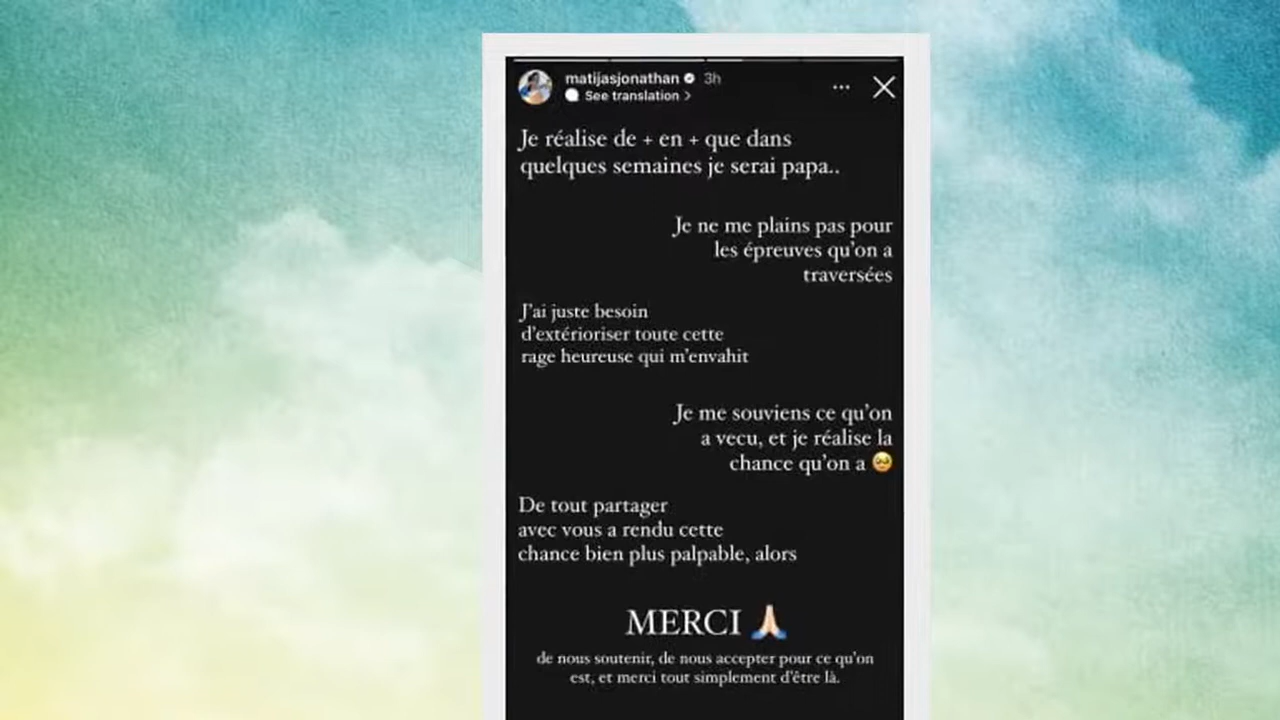 matijasjonathan 3h
See translation >
Je réalise de + en + que dans
quelques semaines je serai papa..
Je ne me plains pas pour
les épreuves qu'on a
traversées
J'ai juste besoin
d'extérioriser toute cette
rage heureuse qui m'envahit
Je me souviens ce qu'on
a vecu, et je réalise la
chance qu'on a 🥹
De tout partager
avec vous a rendu cette
chance bien plus palpable, alors
MERCI 🙏🏻
de nous soutenir, de nous accepter pour ce qu'on
est, et merci tout simplement d'être là.